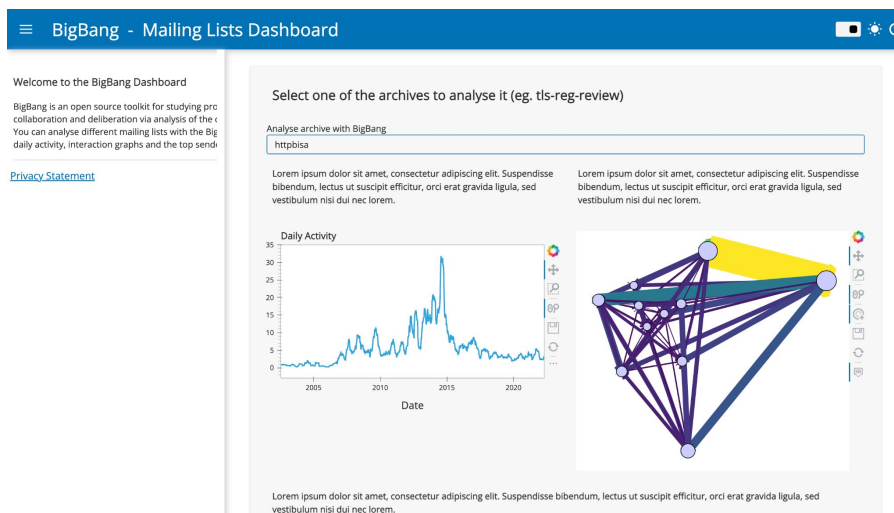 BigBang - Mailing Lists Dashboard
Welcome to the BigBang Dashboard
BigBang is an open source toolkit for studying
collaboration and deliberation via analysis of the
You can analyse different mailing lists with the
daily activity, interaction graphs and the top
Privacy Statement
Select one of the archives to analyse it (eg. tls-reg-review)
Analyse archive with BigBang
httpbisa
Lorem ipsum dolor sit amet, consectetur adipiscing elit. Suspendisse
bibendum, lectus ut suscipit efficitur, orci erat gravida ligula, sed
vestibulum nisi dui nec lorem.
Lorem ipsum dolor sit amet, consectetur adipiscing elit. Suspendisse
bibendum, lectus ut suscipit efficitur, orci erat gravida ligula, sed
vestibulum nisi dui nec lorem.
Daily Activity
35
30
25
20
15
10
5
0
2005 2010 2015 2020
Date
Lorem ipsum dolor sit amet, consectetur adipiscing elit. Suspendisse bibendum, lectus ut suscipit efficitur, orci erat gravida ligula, sed
vestibulum nisi dui nec lorem.